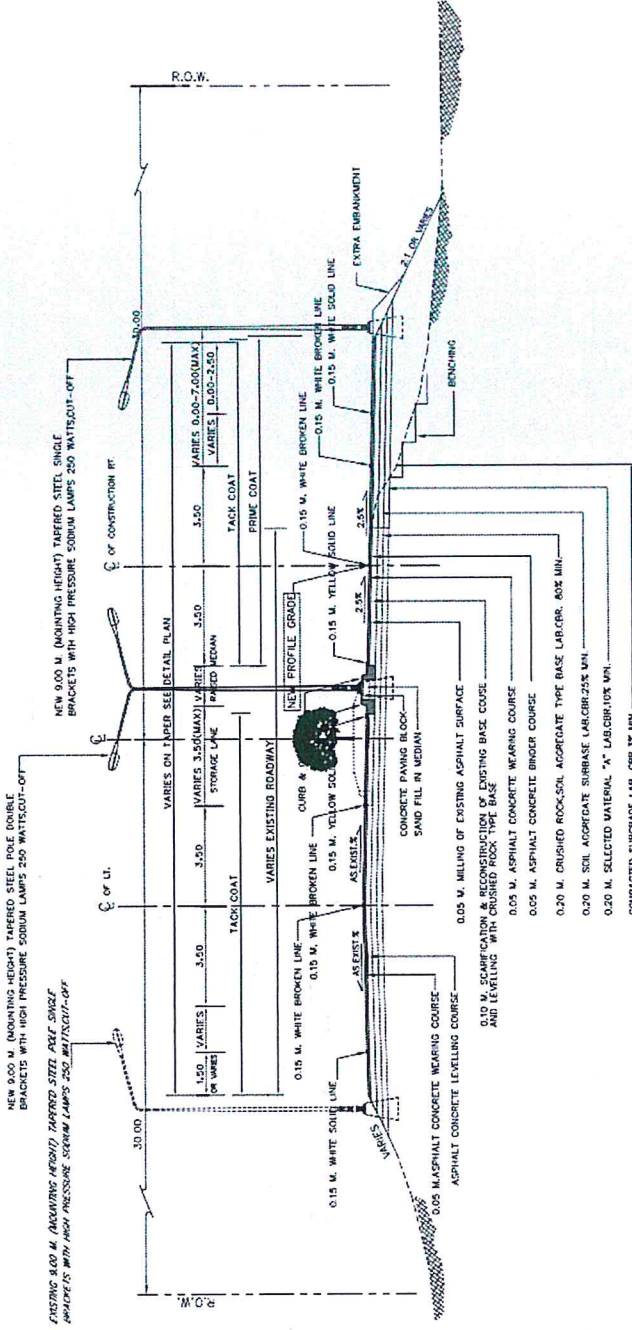 NEW 9.00 M. (MOUNTING HEIGHT) TAPERED STEEL POLE DOUBLE
BRACKETS WITH HIGH PRESSURE SODIUM LAMPS 250 WATTS,CUT-OFF
EXISTING 9.00 M. (MOUNTING HEIGHT) TAPERED STEEL POLE SINGLE
BRACKETS WITH HIGH PRESSURE SODIUM LAMPS 250 WATTS,CUT-OFF
NEW 9.00 M. (MOUNTING HEIGHT) TAPERED STEEL SINGLE
BRACKETS WITH HIGH PRESSURE SODIUM LAMPS 250 WATTS,CUT-OFF
R.O.W.
R.O.W.
30.00
30.00
OF LT.
OF CONSTRUCTION RT.
VARIES ON TAPER SEE DETAIL PLAN
1.50
OR VARIES
VARIES
3.50
3.50
VARIES 3.50(MAX)
STORAGE LANE
VARIES
RAISED MEDIAN
3.50
3.50
VARIES 0.00-7.00(MAX)
VARIES
0.00-2.50
TACK COAT
TACK COAT
PRIME COAT
VARIES EXISTING ROADWAY
NEW PROFILE GRADE
0.15 M. WHITE SOLID LINE
0.15 M. WHITE BROKEN LINE
0.15 M. WHITE BROKEN LINE
0.15 M. YELLOW
CURB &
0.15 M. YELLOW SOLID LINE
0.15 M. WHITE BROKEN LINE
0.15 M. WHITE BROKEN LINE
0.15 M. WHITE SOLID LINE
EXTRA EMBANKMENT
2:1 OR VARIES
VARIES
AS EXIST.%
AS EXIST.%
2.5%
2.5%
BENCHING
0.05 M.ASPHALT CONCRETE WEARING COURSE
ASPHALT CONCRETE LEVELLING COURSE
CONCRETE PAVING BLOCK
SAND FILL IN MEDIAN
0.05 M. MILLING OF EXISTING ASPHALT SURFACE
0.10 M. SCARIFICATION & RECONSTRUCTION OF EXISTING BASE COUSE
AND LEVELLING WITH CRUSHED ROCK TYPE BASE
0.05 M. ASPHALT CONCRETE WEARING COURSE
0.05 M. ASPHALT CONCRETE BINDER COURSE
0.20 M. CRUSHED ROCK,SOIL AGGREGATE TYPE BASE LAB.CBR. 80% MIN.
0.20 M. SOIL AGGREGATE SUBBASE LAB.CBR.25% MIN.
0.20 M. SELECTED MATERIAL "A" LAB.CBR.10% MIN.